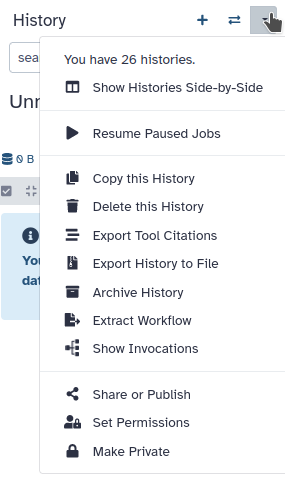 History
You have 26 histories.
sea
Show Histories Side-by-Side
Unr
Resume Paused Jobs
0 B
Copy this History
Delete this History
Export Tool Citations
You
Export History to File
dat
Archive History
Extract Workflow
Show Invocations
Share or Publish
Set Permissions
Make Private